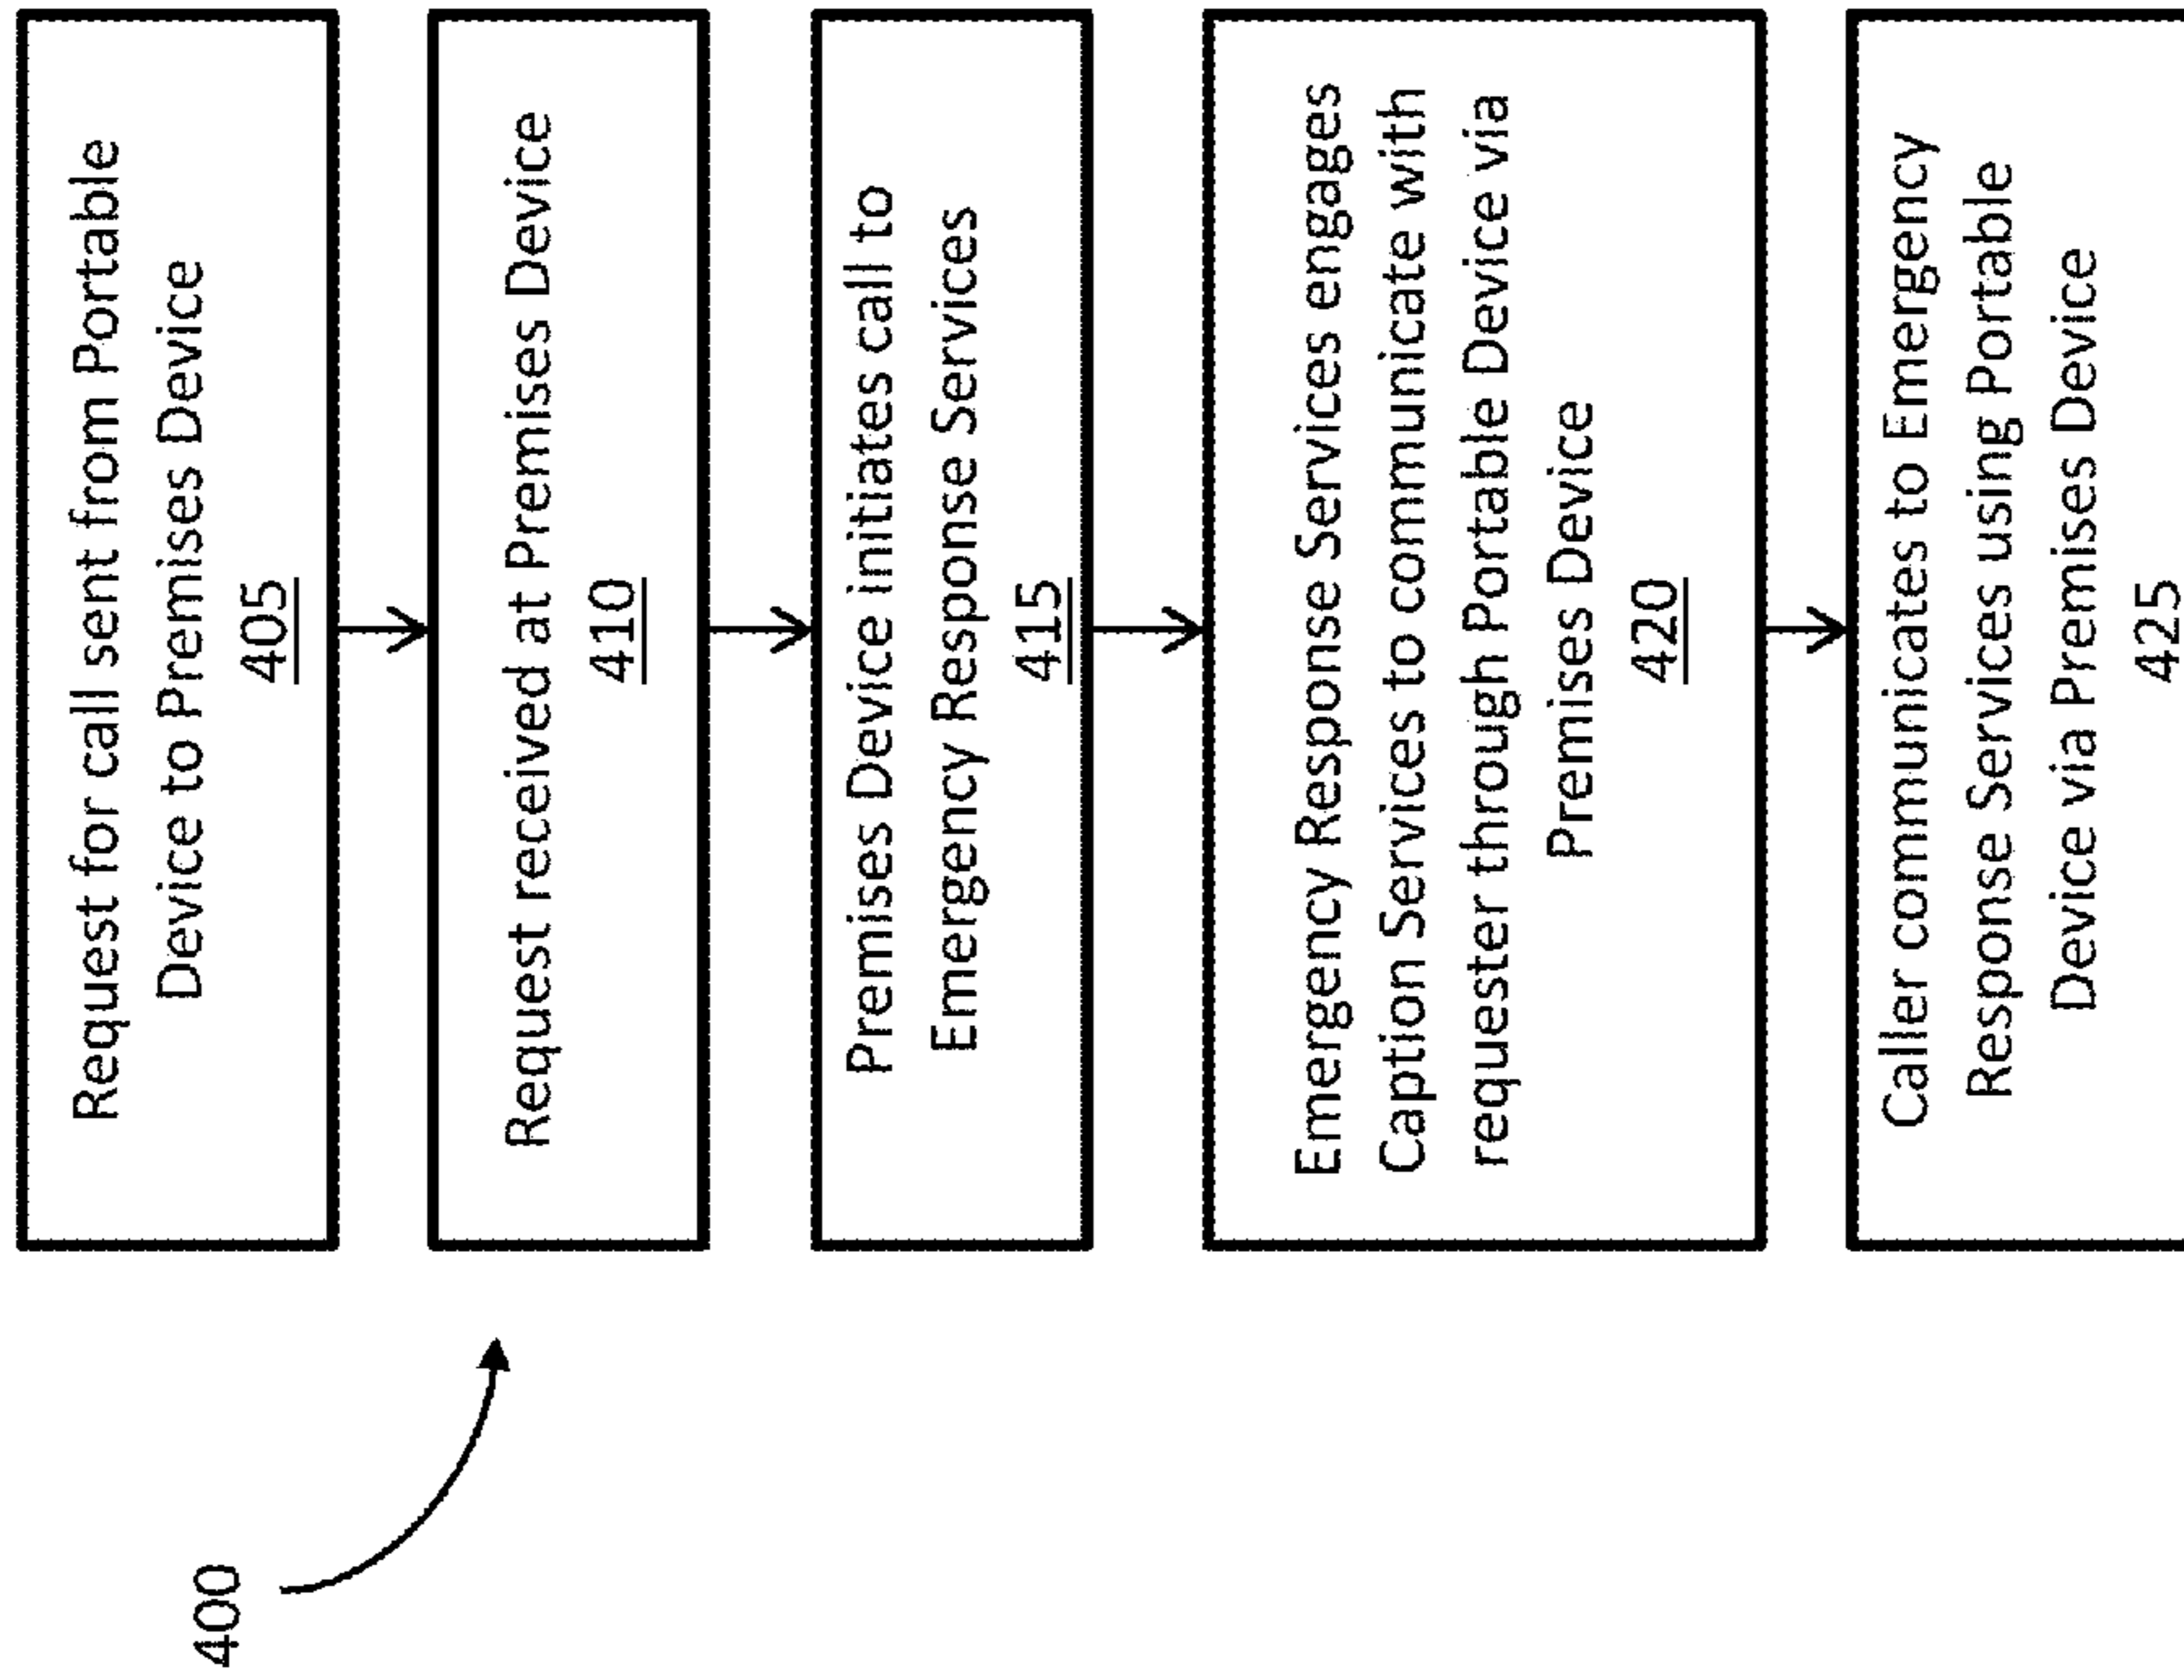 400
Request for call sent from Portable
Device to Premises Device
405
Request received at Premises Device
410
Premises Device initiates call to
Emergency Response Services
415
Emergency Response Services engages
Caption Services to communicate with
requester through Portable Device via
Premises Device
420
Caller communicates to Emergency
Response Services using Portable
Device via Premises Device
425